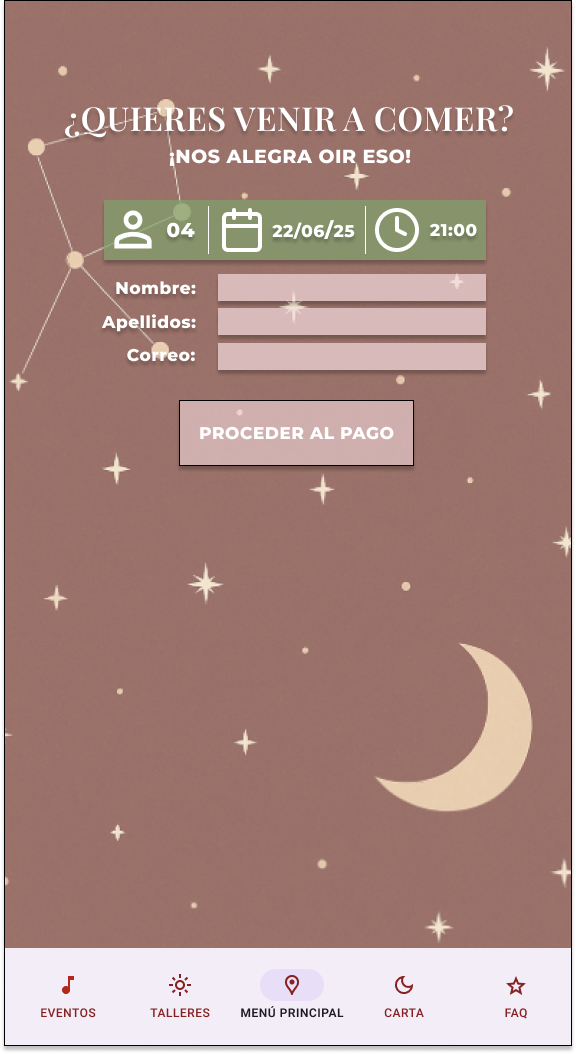 ¿QUIERES VENIR A COMER?
¡NOS ALEGRA OIR ESO!
04 22/06/25 21:00
Nombre:
Apellidos:
Correo:
PROCEDER AL PAGO
EVENTOS TALLERES MENÚ PRINCIPAL CARTA FAQ